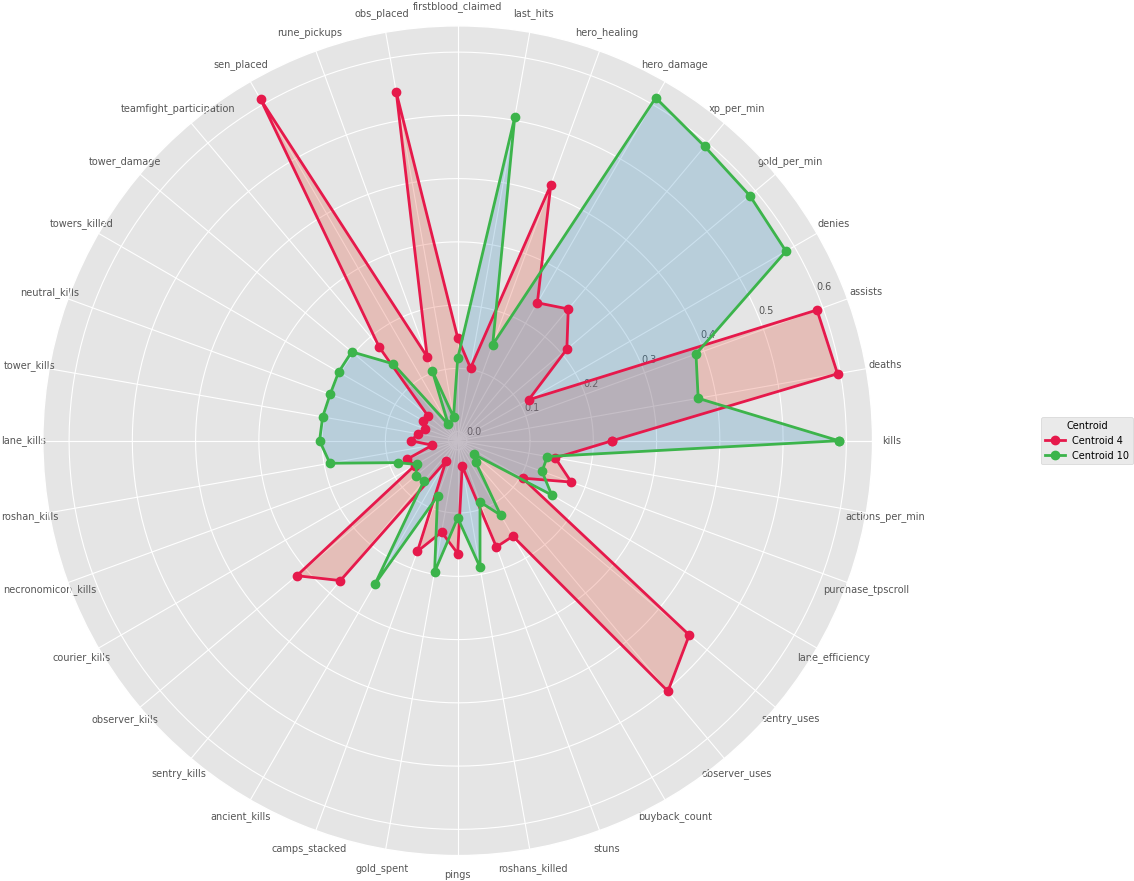 firstblood_claimed
obs_placed
last_hits
rune_pickups
hero_healing
sen_placed
hero_damage
teamfight_participation
xp_per_min
tower_damage
gold_per_min
towers_killed
denies
neutral_kills
assists
tower_kills
deaths
lane_kills
kills
roshan_kills
actions_per_min
necronomicon_kills
purchase_tpscroll
courier_kills
lane_efficiency
observer_kills
sentry_uses
sentry_kills
observer_uses
ancient_kills
buyback_count
camps_stacked
stuns
gold_spent
roshans_killed
pings
0.6
0.5
0.4
0.3
0.2
0.1
0.0
Centroid
Centroid 4
Centroid 10